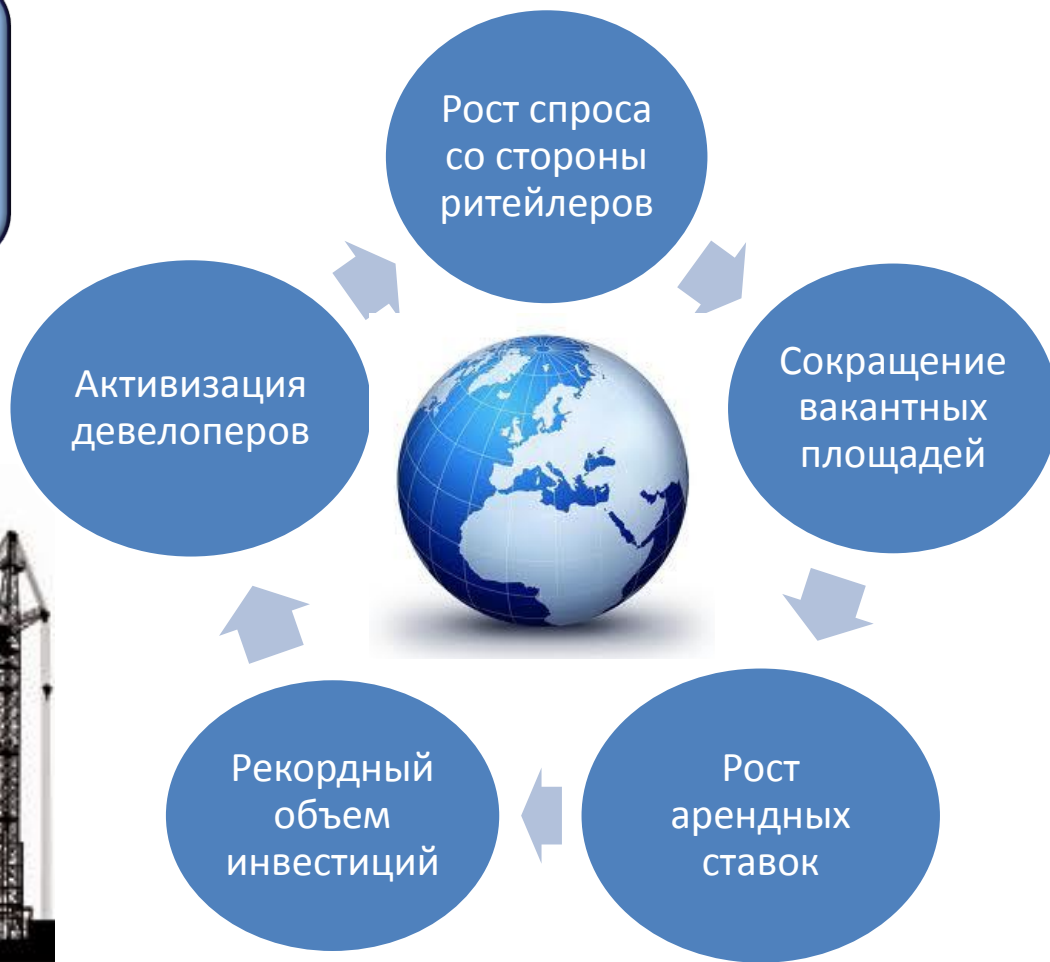 Рост спроса
со стороны
ритейлеров
Сокращение
вакантных
площадей
Рост
арендных
ставок
Рекордный
объем
инвестиций
Активизация
девелоперов